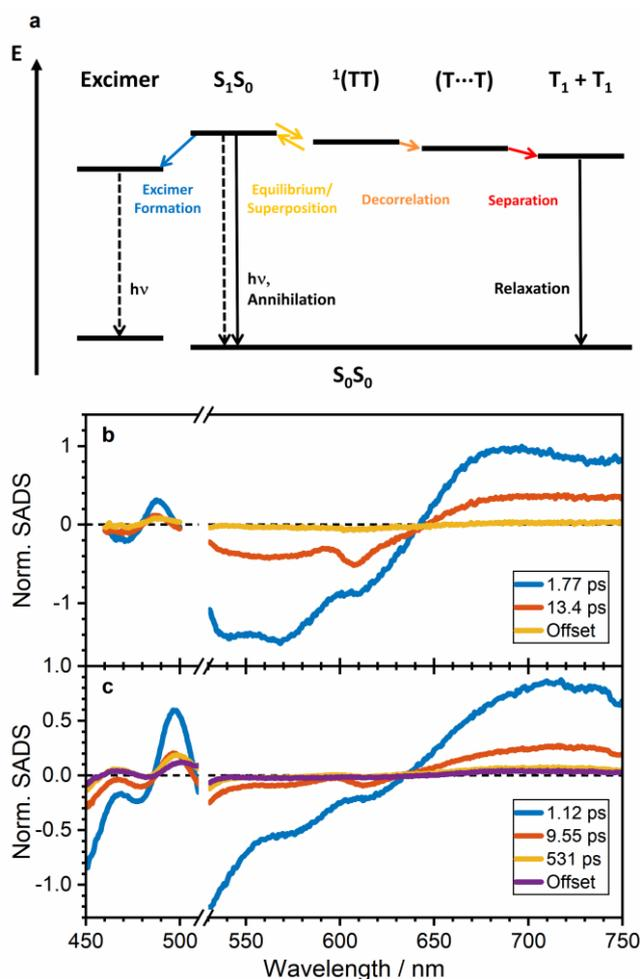 a
E
Excimer S₁S₀ ¹(TT) (T···T) T₁ + T₁
Excimer
Formation
Equilibrium/
Superposition
Decorrelation
Separation
hν
hν,
Annihilation
Relaxation
S₀S₀
b
1
0
-1
Norm. SADS
1.77 ps
13.4 ps
Offset
c
1.0
0.5
0.0
-0.5
-1.0
Norm. SADS
1.12 ps
9.55 ps
531 ps
Offset
450 500 550 600 650 700 750
Wavelength / nm